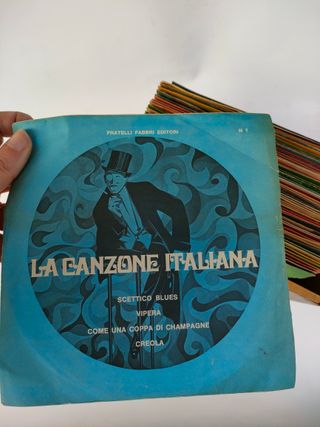 FRATELLI FABBRI EDITORI N 1
LA CANZONE ITALIANA
SCETTICO BLUES
VIPERA
COME UNA COPPA DI CHAMPAGNE
CREOLA